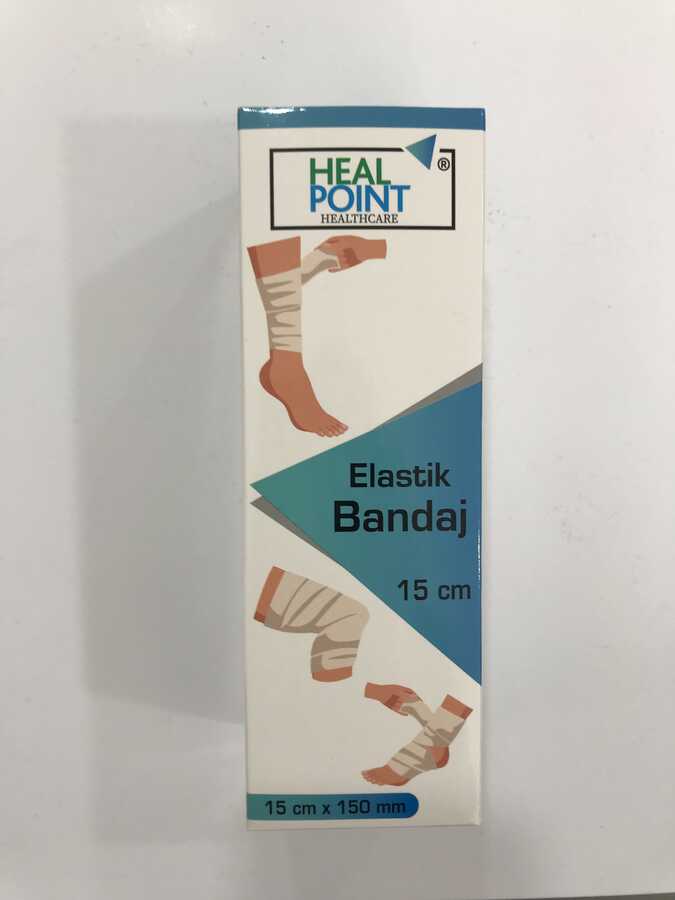 HEAL
POINT
HEALTHCARE
®
Elastik
Bandaj
15 cm
15 cm x 150 mm